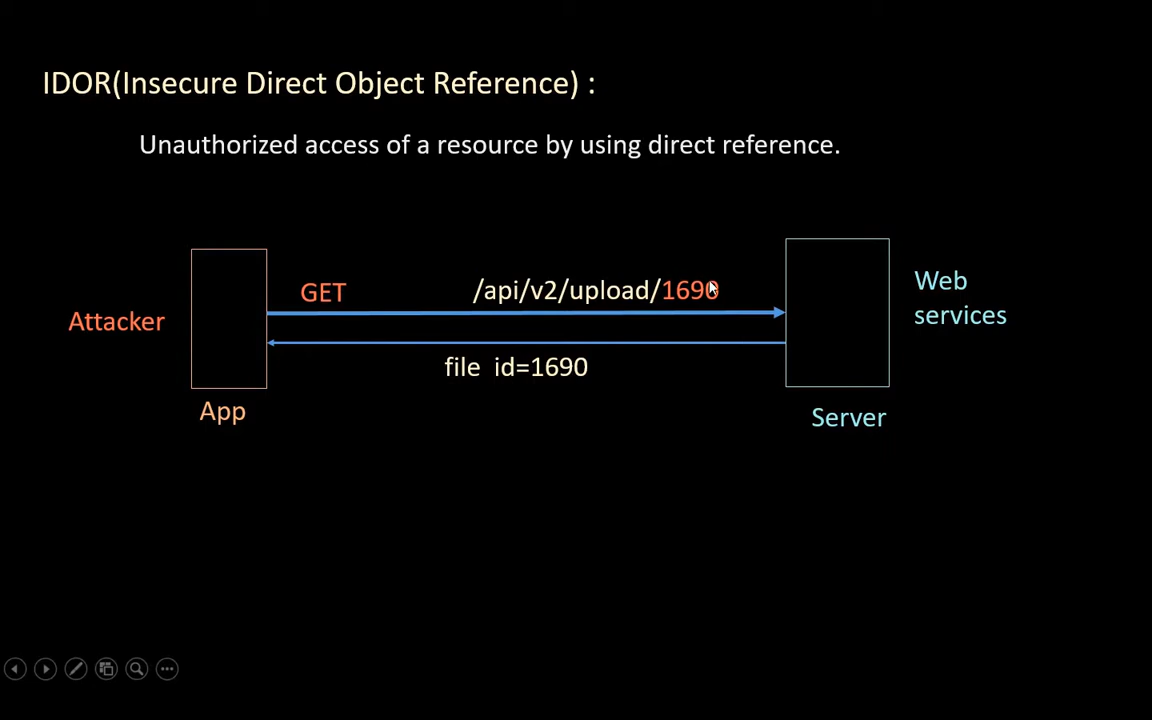 IDOR(Insecure Direct Object Reference) :
Unauthorized access of a resource by using direct reference.
GET /api/v2/upload/1690
Attacker
Web
services
file id=1690
App
Server